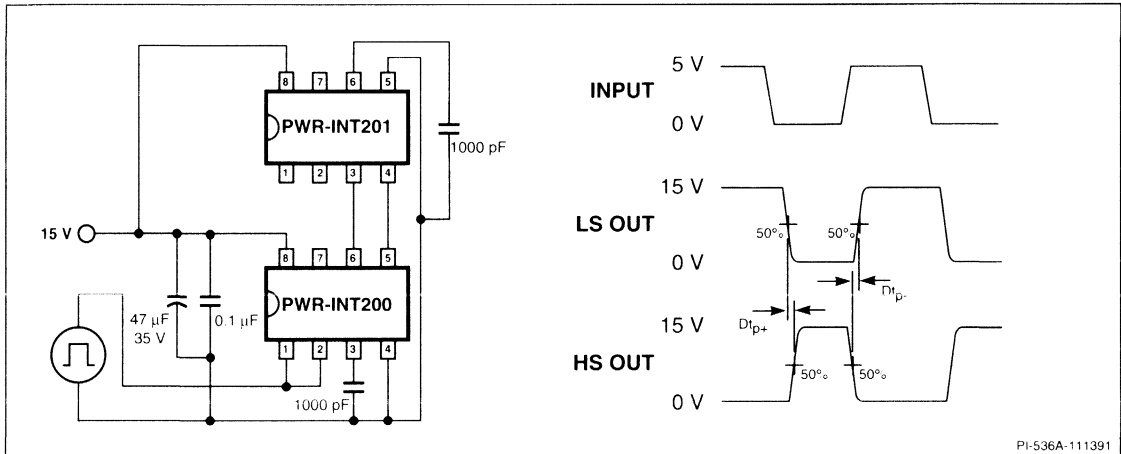 8 7 6 5
PWR-INT201
1 2 3 4
1000 pF
15 V
8 7 6 5
PWR-INT200
1 2 3 4
47 µF
35 V
0.1 µF
1000 pF
INPUT
5 V
0 V
LS OUT
15 V
0 V
50%
50%
Dtp-
Dtp+
HS OUT
15 V
0 V
50%
50%
PI-536A-111391